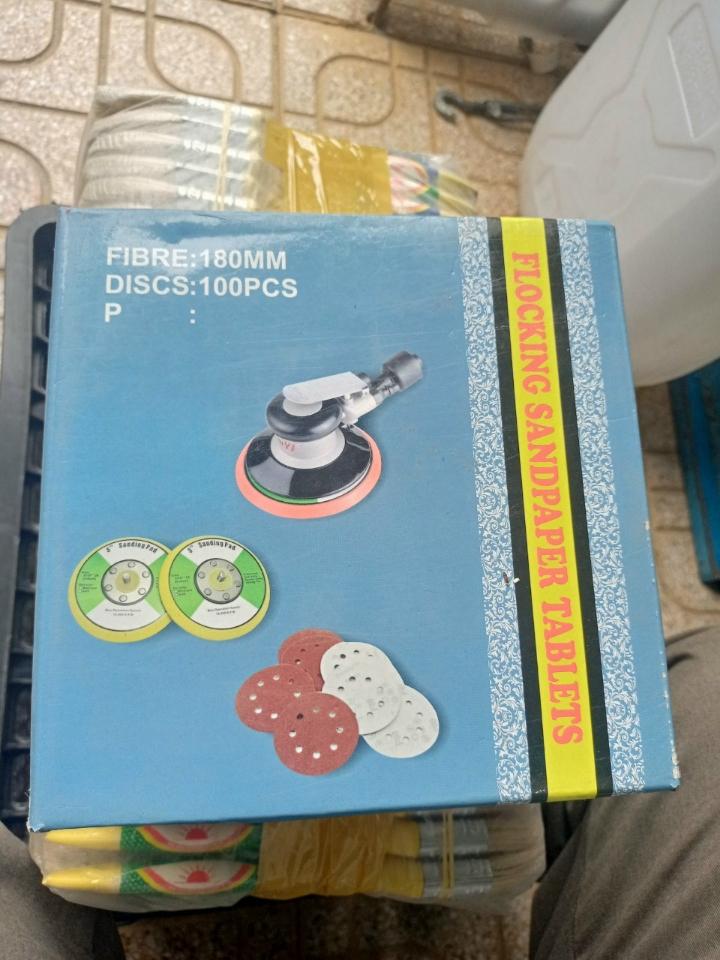 FIBRE:180MM
DISCS:100PCS
P :
FLOCKING SANDPAPER TABLETS
5" Sanding Pad
5" Sanding Pad